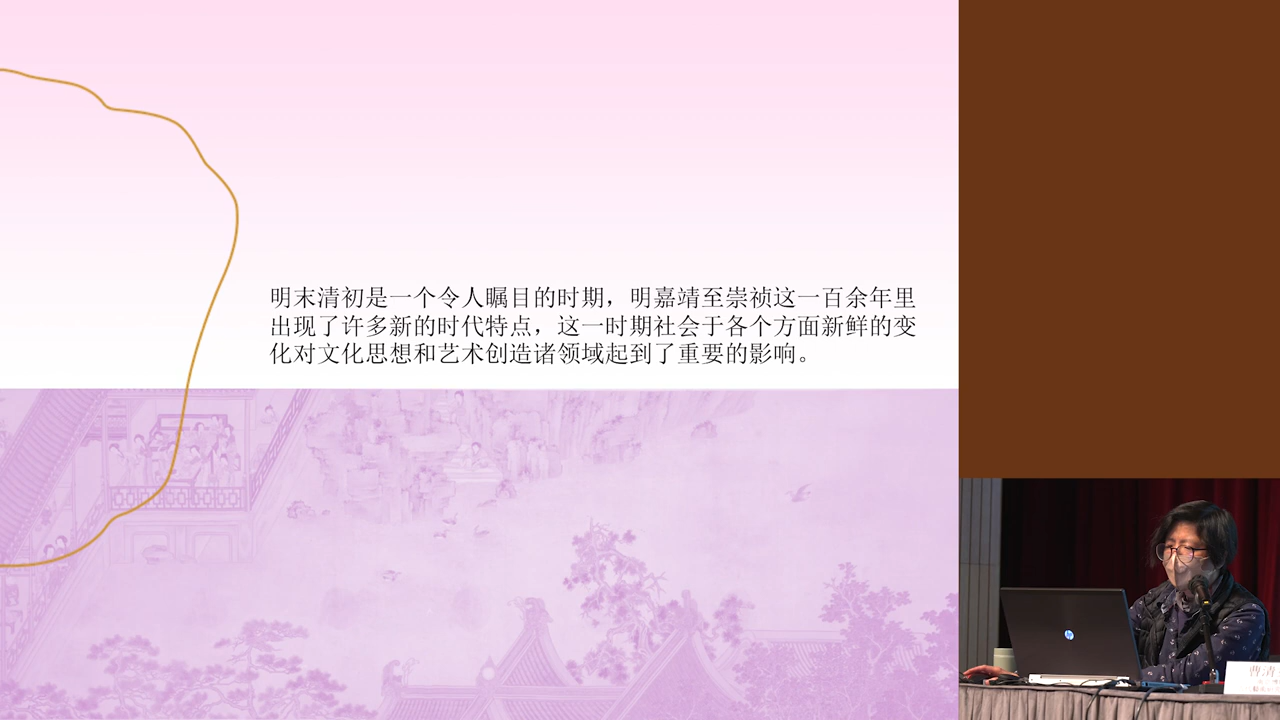 明末清初是一个令人瞩目的时期，明嘉靖至崇祯这一百余年里
出现了许多新的时代特点，这一时期社会于各个方面新鲜的变
化对文化思想和艺术创造诸领域起到了重要的影响。
hp
曹清